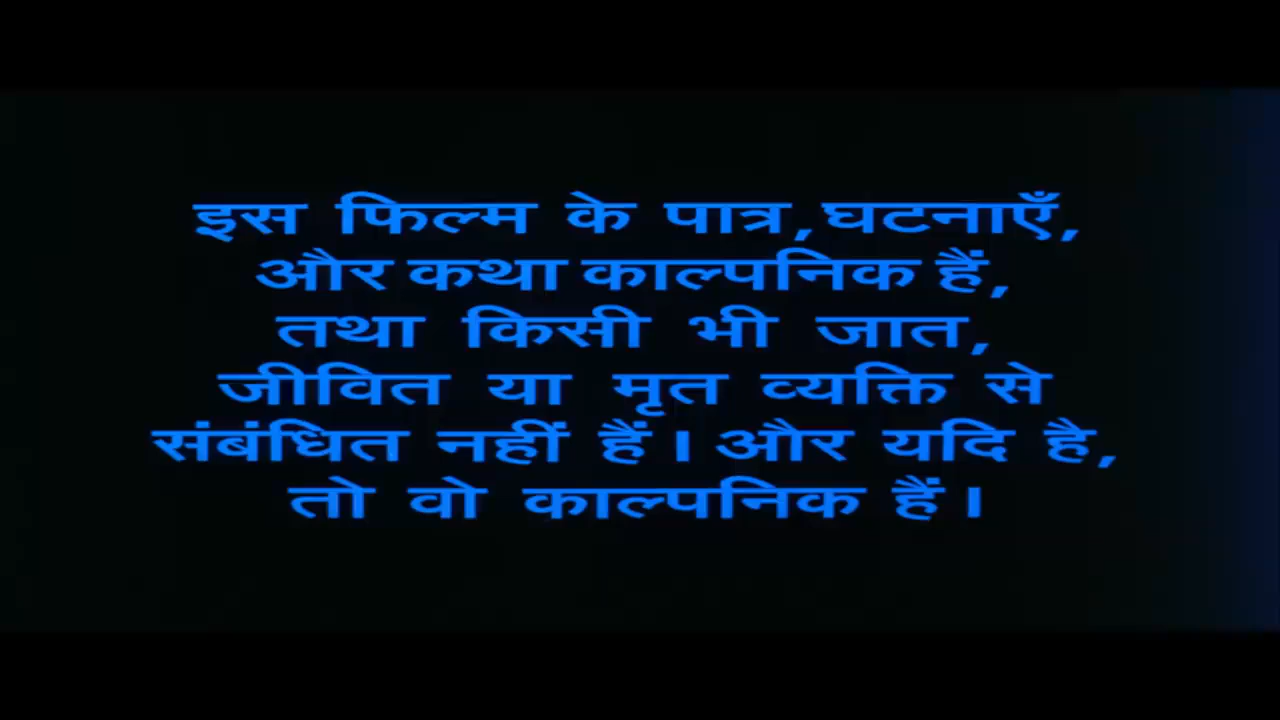 इस फिल्म के पात्र,घटनाएँ,
और कथा काल्पनिक हैं,
तथा किसी भी जात,
जीवित या मृत व्यक्ति से
संबंधित नहीं हैं । और यदि है,
तो वो काल्पनिक हैं ।